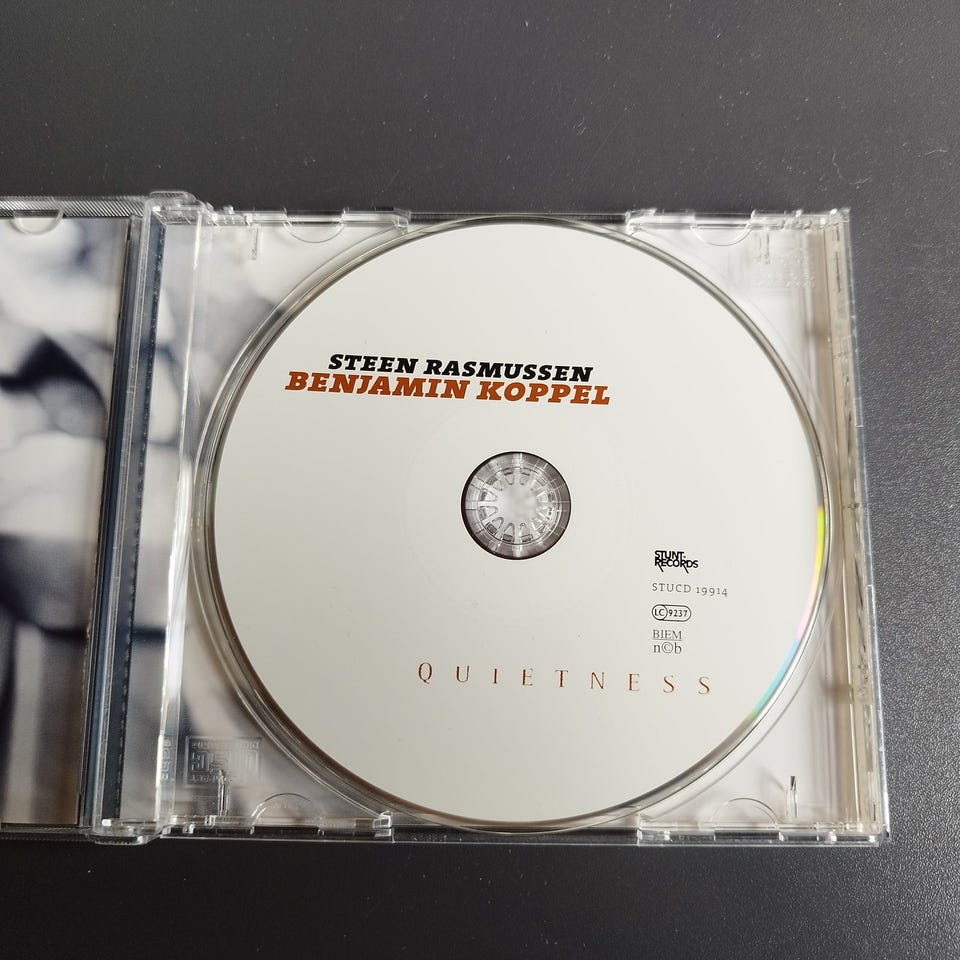 STEEN RASMUSSEN
BENJAMIN KOPPEL
STUNT.
RECORDS
STUCD 19914
LC 9237
BIEM
n©b
QUIETNESS